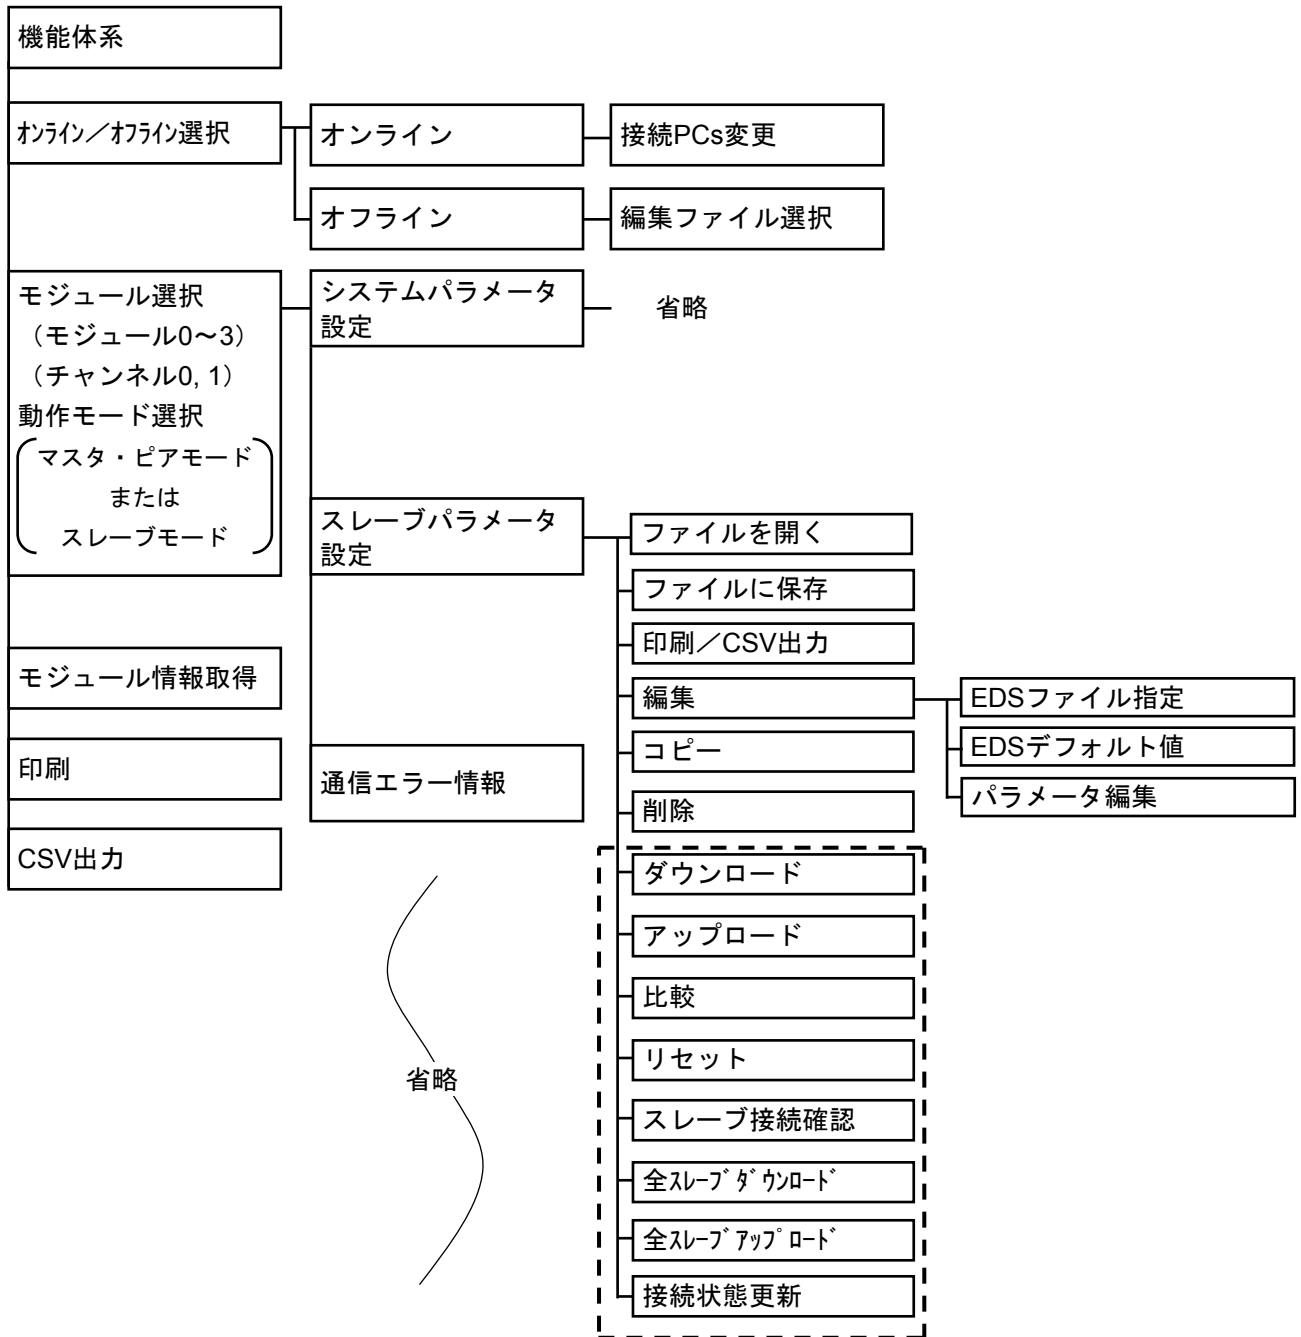 機能体系
ｵﾝﾗｲﾝ／ｵﾌﾗｲﾝ選択
オンライン
接続PCs変更
オフライン
編集ファイル選択
モジュール選択
（モジュール0～3）
（チャンネル0, 1）
動作モード選択
マスタ・ピアモード
または
スレーブモード
システムパラメータ
設定
省略
スレーブパラメータ
設定
ファイルを開く
ファイルに保存
印刷／CSV出力
編集
EDSファイル指定
EDSデフォルト値
パラメータ編集
コピー
削除
ダウンロード
アップロード
比較
リセット
スレーブ接続確認
全ｽﾚｰﾌﾞﾀﾞｳﾝﾛｰﾄﾞ
全ｽﾚｰﾌﾞｱｯﾌﾟﾛｰﾄﾞ
接続状態更新
通信エラー情報
省略
モジュール情報取得
印刷
CSV出力